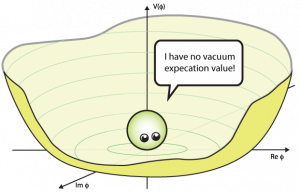 V(ϕ)
I have no vacuum
expecation value!
Re ϕ
Im ϕ